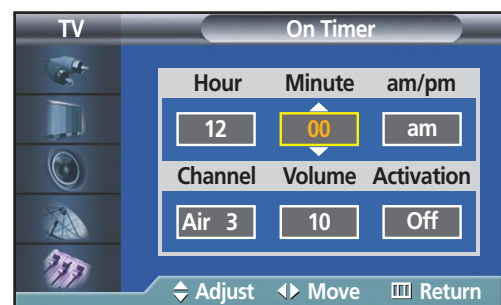 TV On Timer
Hour Minute am/pm
12 00 am
Channel Volume Activation
Air 3 10 Off
Adjust Move Return